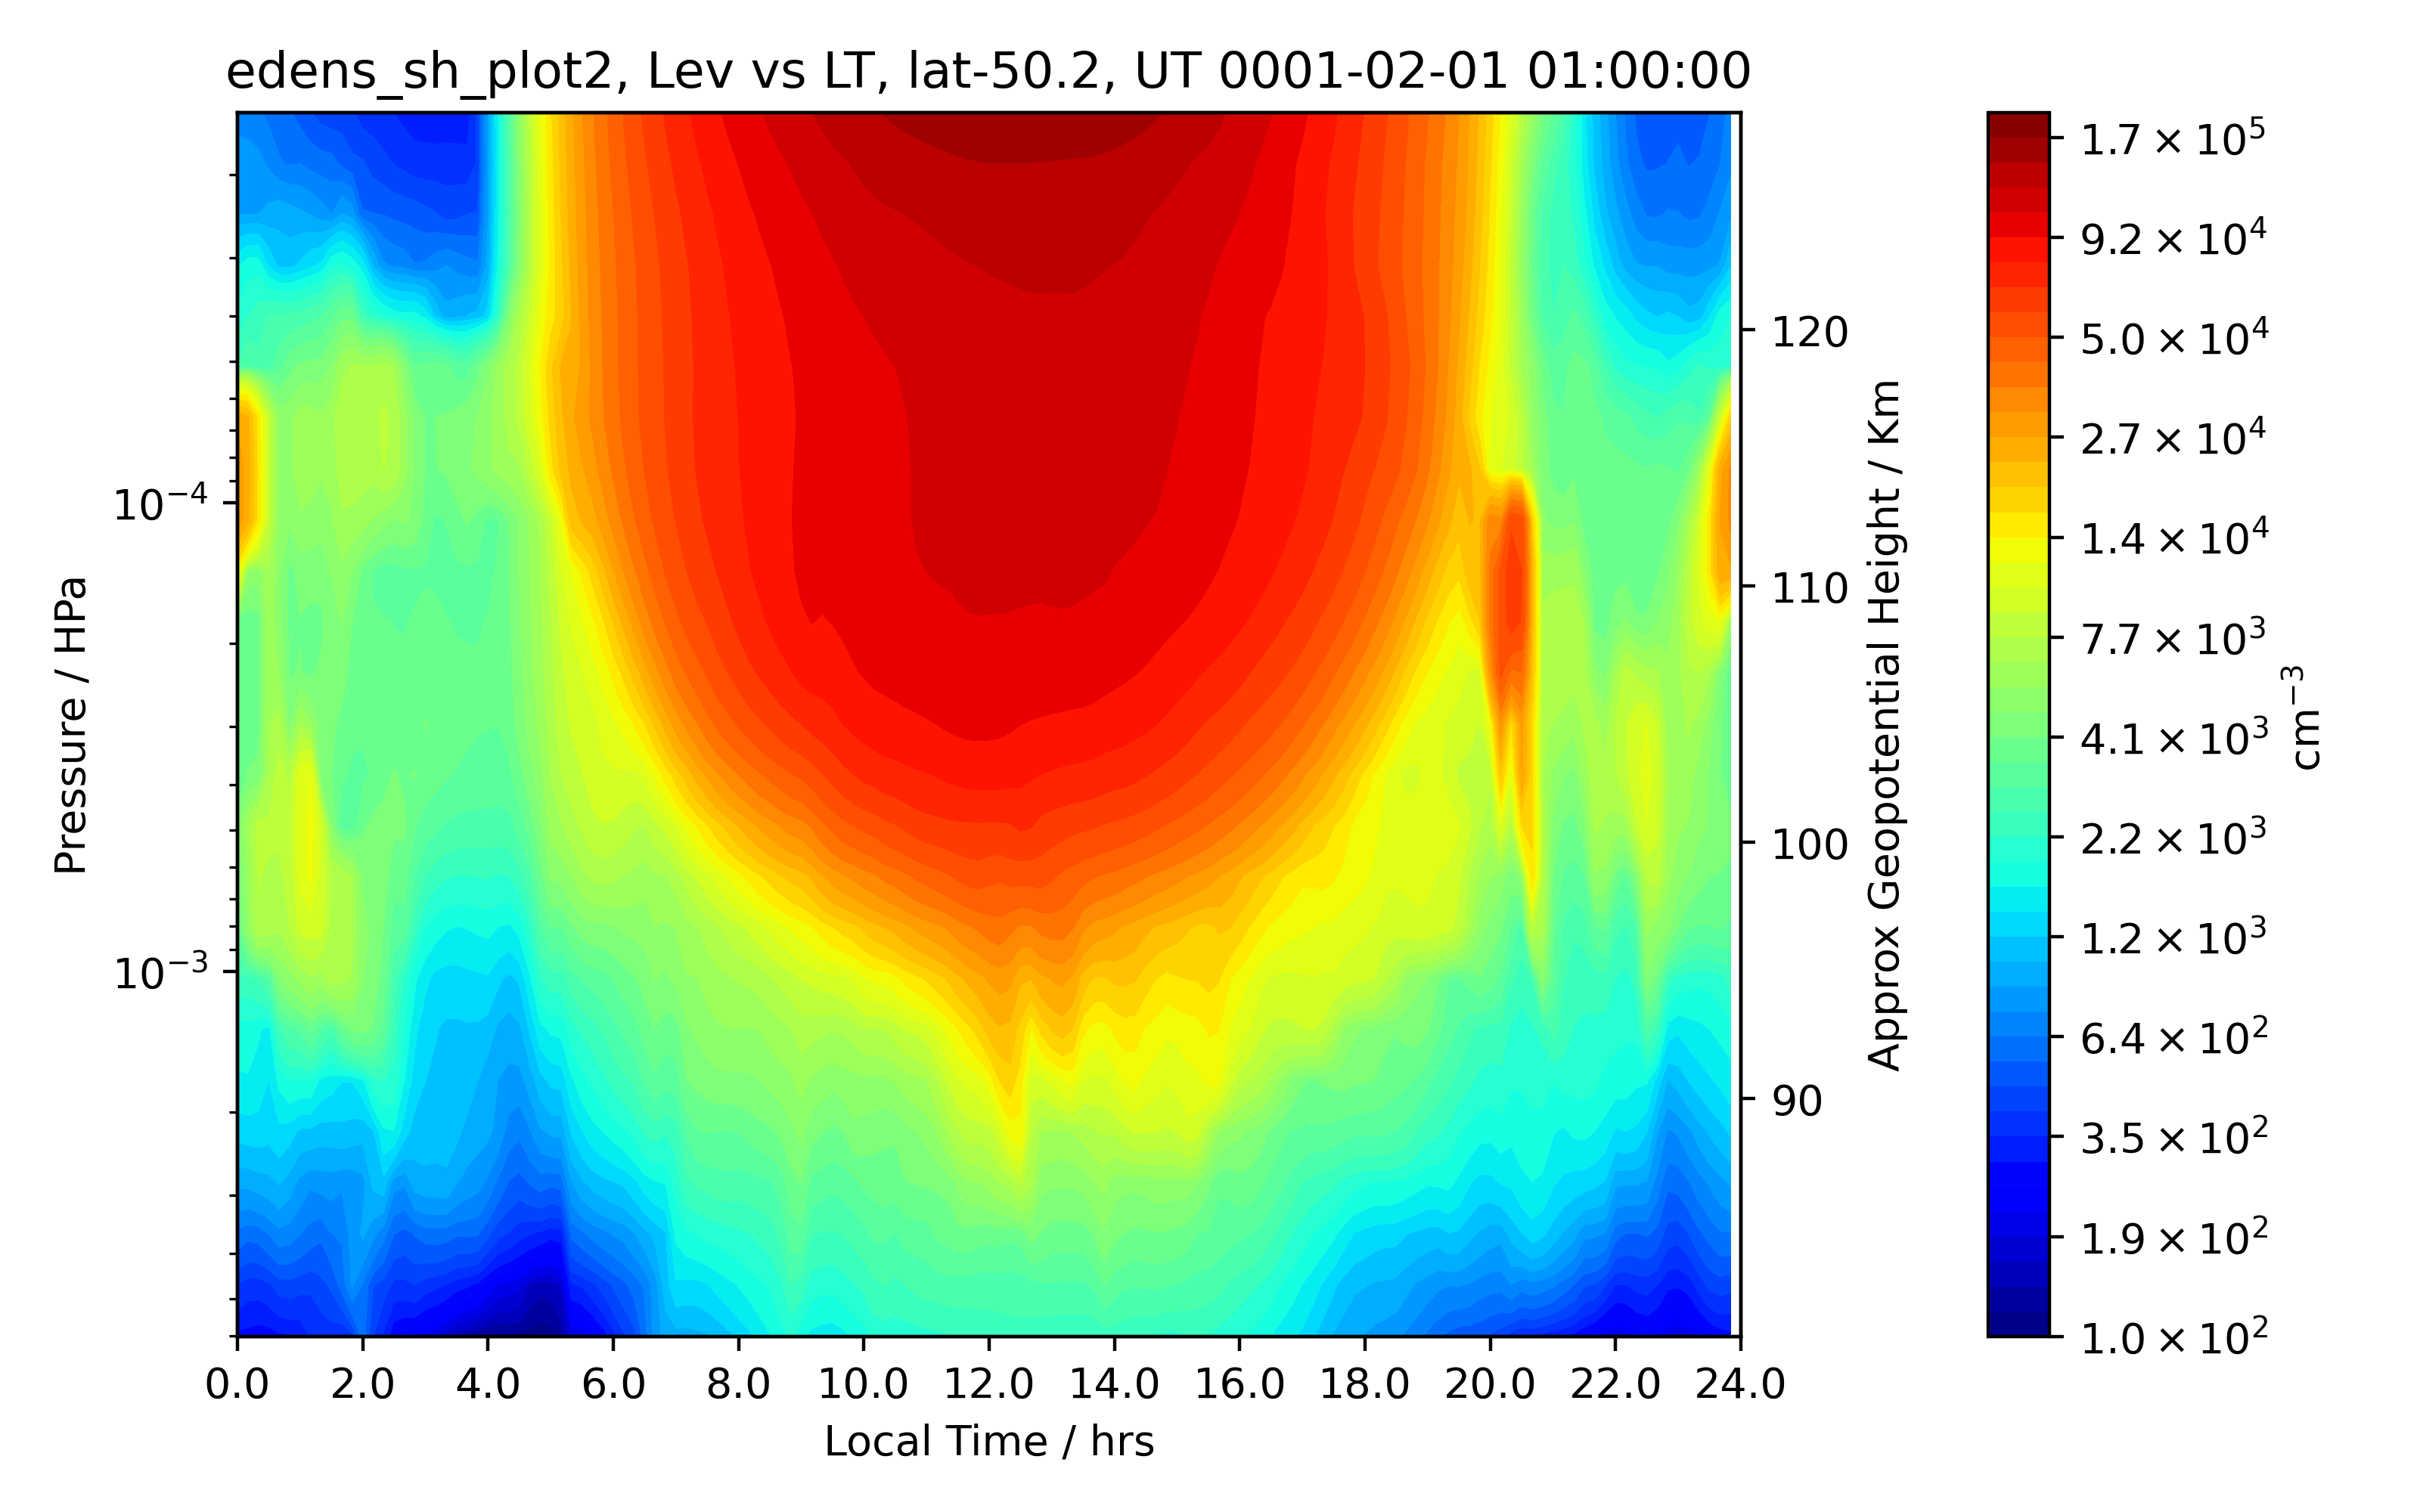 edens_sh_plot2, Lev vs LT, lat-50.2, UT 0001-02-01 01:00:00
Pressure / HPa
10⁻⁴
10⁻³
0.0 2.0 4.0 6.0 8.0 10.0 12.0 14.0 16.0 18.0 20.0 22.0 24.0
Local Time / hrs
120
110
100
90
Approx Geopotential Height / Km
1.7 × 10⁵
9.2 × 10⁴
5.0 × 10⁴
2.7 × 10⁴
1.4 × 10⁴
7.7 × 10³
4.1 × 10³
2.2 × 10³
1.2 × 10³
6.4 × 10²
3.5 × 10²
1.9 × 10²
1.0 × 10²
cm⁻³